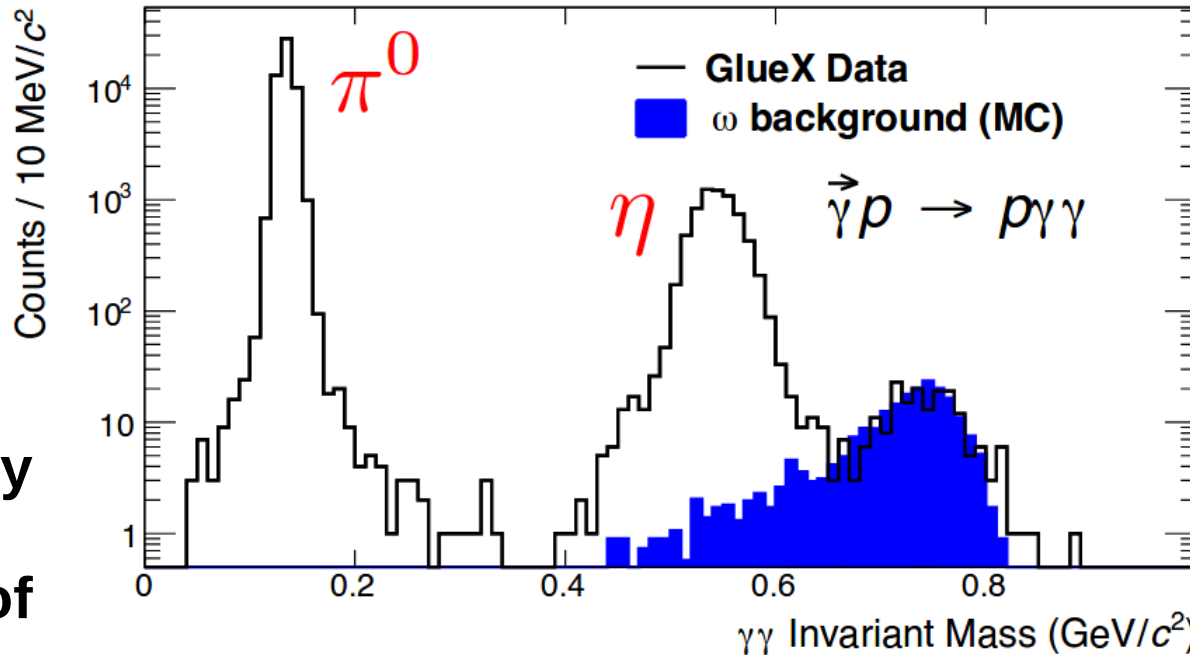 Counts / 10 MeV/c²
10⁴
10³
10²
10
1
π⁰
η
GlueX Data
ω background (MC)
γ⃗p → pγγ
y
of
0
0.2
0.4
0.6
0.8
γγ Invariant Mass (GeV/c²)